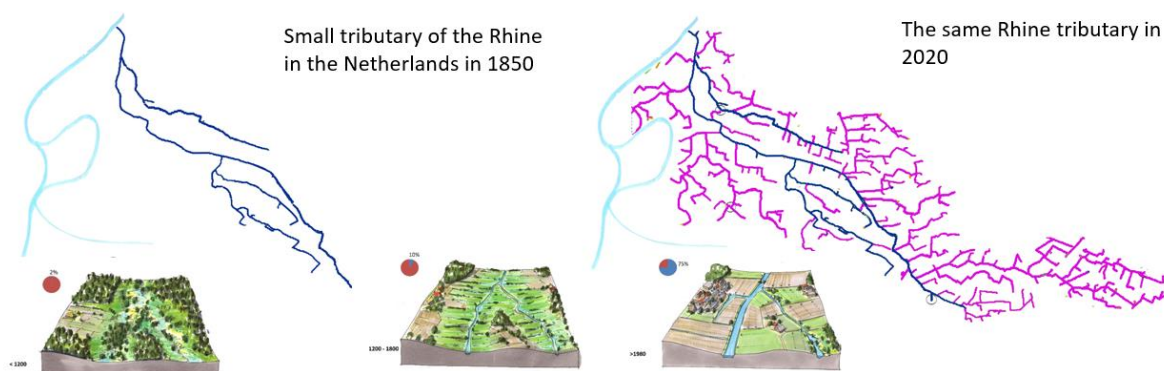 Small tributary of the Rhine
in the Netherlands in 1850
The same Rhine tributary in
2020
2%
< 1200
10%
1200 - 1800
75%
>1980